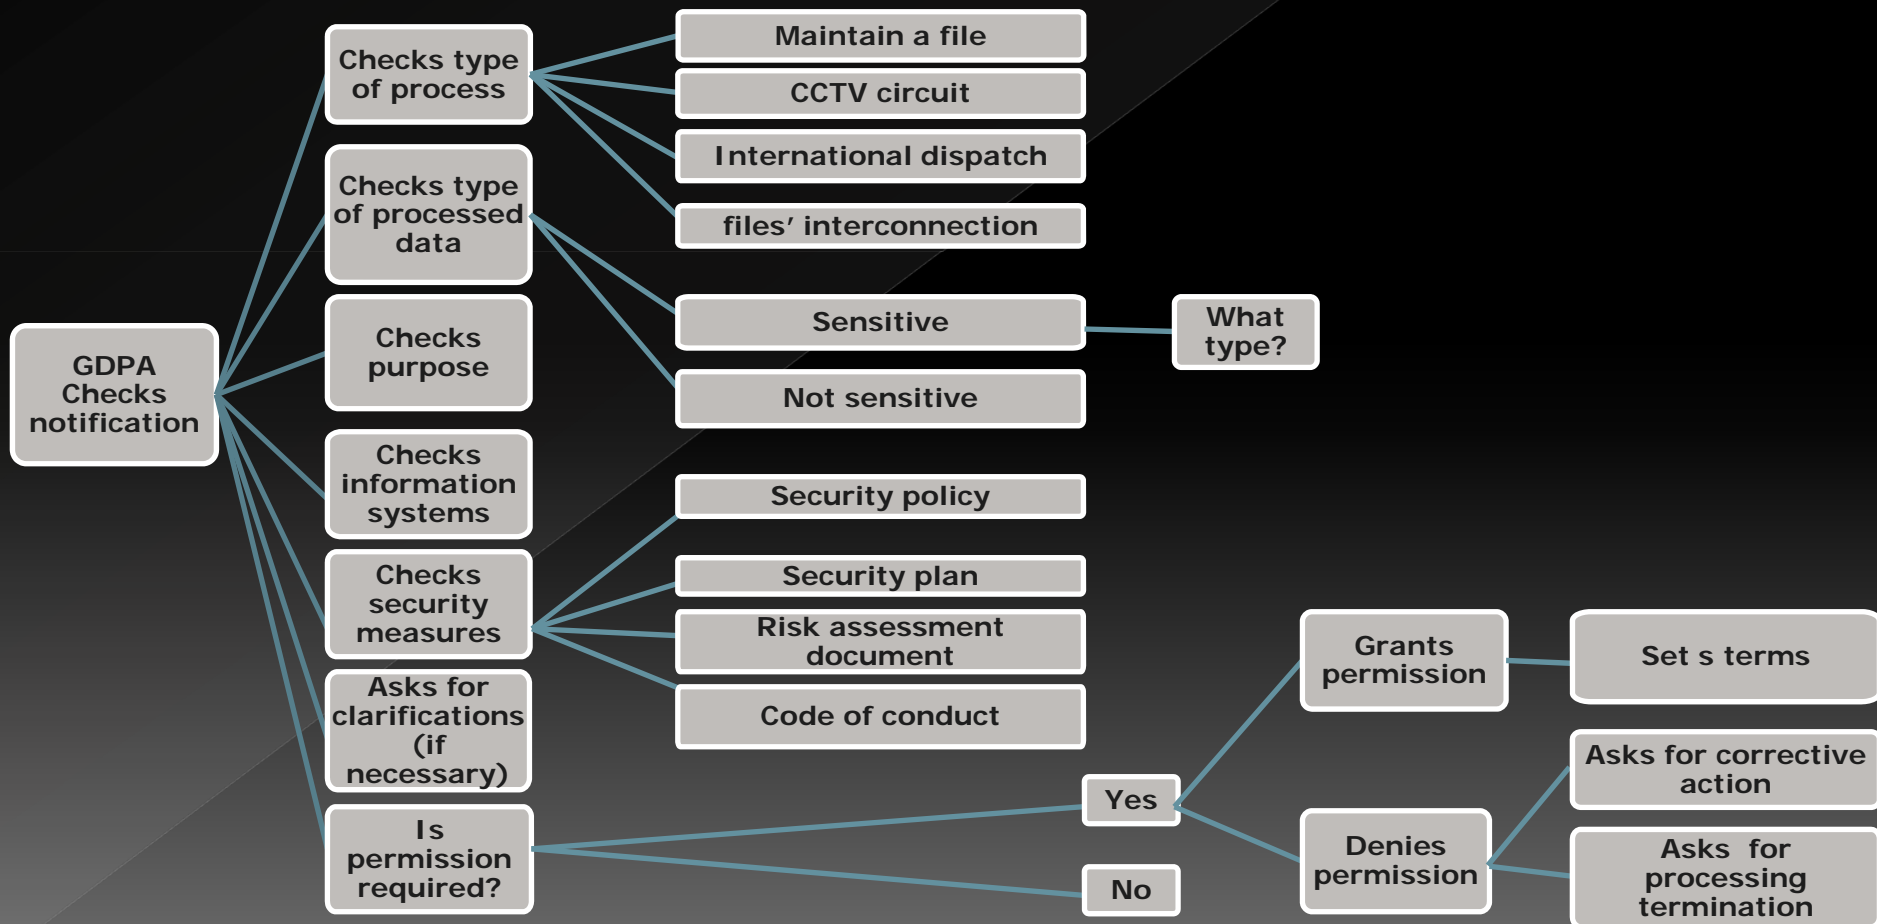 GDPA
Checks
notification
Checks type
of process
Maintain a file
CCTV circuit
International dispatch
files’ interconnection
Checks type
of processed
data
Sensitive
What
type?
Not sensitive
Checks
purpose
Checks
information
systems
Checks
security
measures
Security policy
Security plan
Risk assessment
document
Code of conduct
Asks for
clarifications
(if
necessary)
Is
permission
required?
Yes
No
Grants
permission
Set s terms
Denies
permission
Asks for corrective
action
Asks for
processing
termination